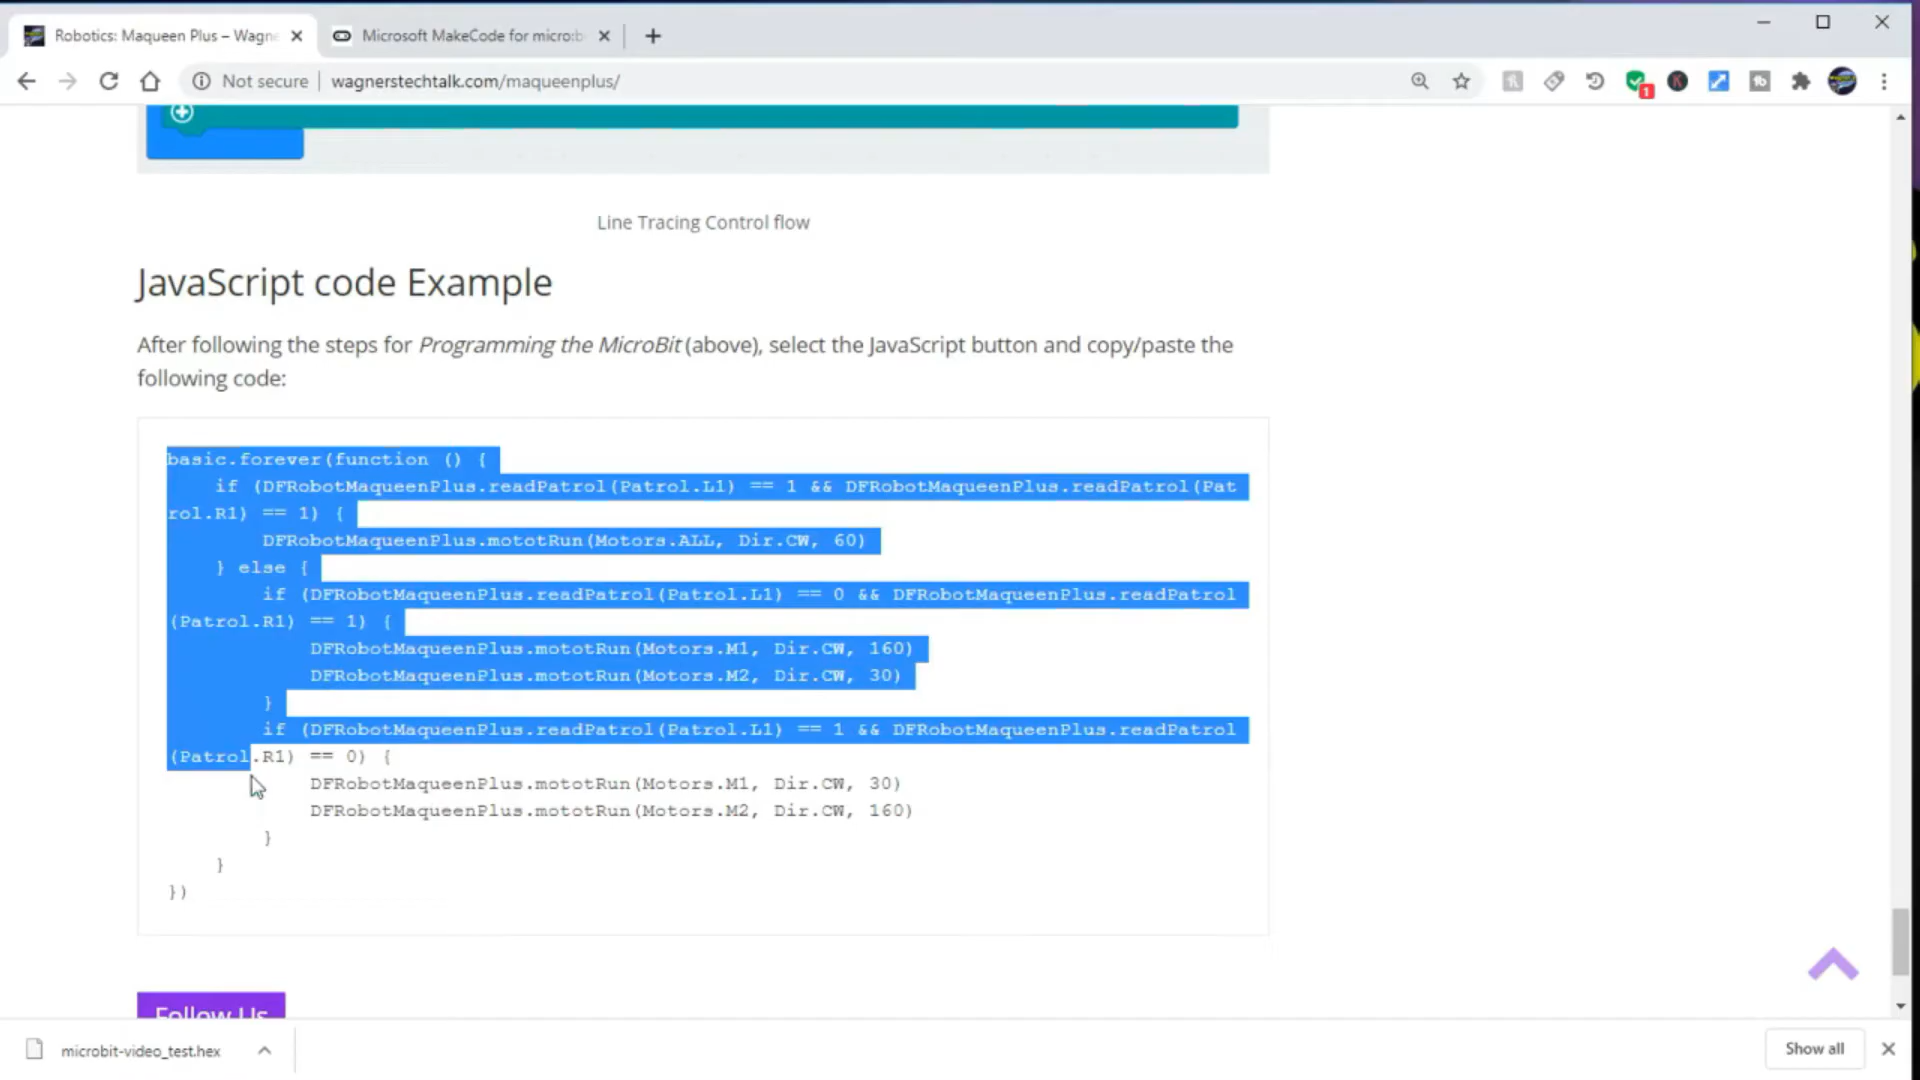 Robotics: Maqueen Plus – Wagne
Microsoft MakeCode for micro:b
Not secure
wagnerstechtalk.com/maqueenplus/
1
Line Tracing Control flow
JavaScript code Example
After following the steps for Programming the MicroBit (above), select the JavaScript button and copy/paste the
following code:
basic.forever(function () {
if (DFRobotMaqueenPlus.readPatrol(Patrol.L1) == 1 && DFRobotMaqueenPlus.readPatrol(Pat
rol.R1) == 1) {
DFRobotMaqueenPlus.mototRun(Motors.ALL, Dir.CW, 60)
} else {
if (DFRobotMaqueenPlus.readPatrol(Patrol.L1) == 0 && DFRobotMaqueenPlus.readPatrol
(Patrol.R1) == 1) {
DFRobotMaqueenPlus.mototRun(Motors.M1, Dir.CW, 160)
DFRobotMaqueenPlus.mototRun(Motors.M2, Dir.CW, 30)
}
if (DFRobotMaqueenPlus.readPatrol(Patrol.L1) == 1 && DFRobotMaqueenPlus.readPatrol
(Patrol.R1) == 0) {
DFRobotMaqueenPlus.mototRun(Motors.M1, Dir.CW, 30)
DFRobotMaqueenPlus.mototRun(Motors.M2, Dir.CW, 160)
}
}
})
Follow Us
microbit-video_test.hex
Show all